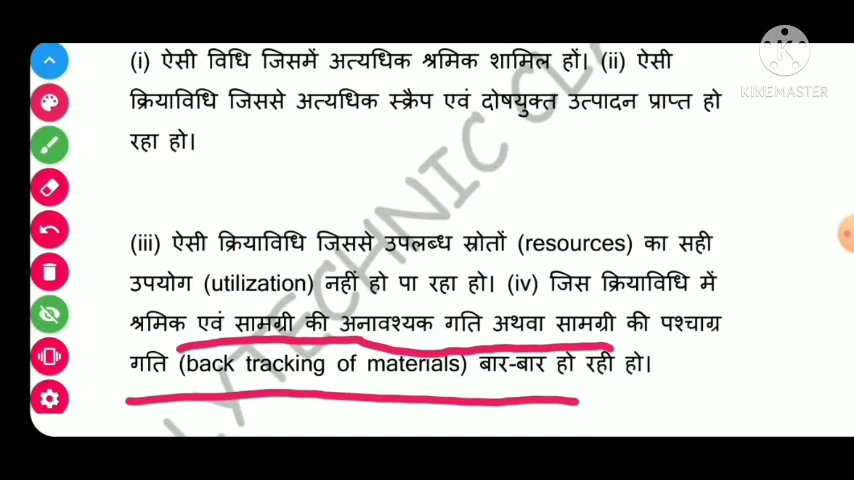 (i) ऐसी विधि जिसमें अत्यधिक श्रमिक शामिल हों। (ii) ऐसी
क्रियाविधि जिससे अत्यधिक स्क्रैप एवं दोषयुक्त उत्पादन प्राप्त हो
रहा हो।
(iii) ऐसी क्रियाविधि जिससे उपलब्ध स्रोतों (resources) का सही
उपयोग (utilization) नहीं हो पा रहा हो। (iv) जिस क्रियाविधि में
श्रमिक एवं सामग्री की अनावश्यक गति अथवा सामग्री की पश्चाग्र
गति (back tracking of materials) बार-बार हो रही हो।
K
KINEMASTER
LYTECHNIC CLA